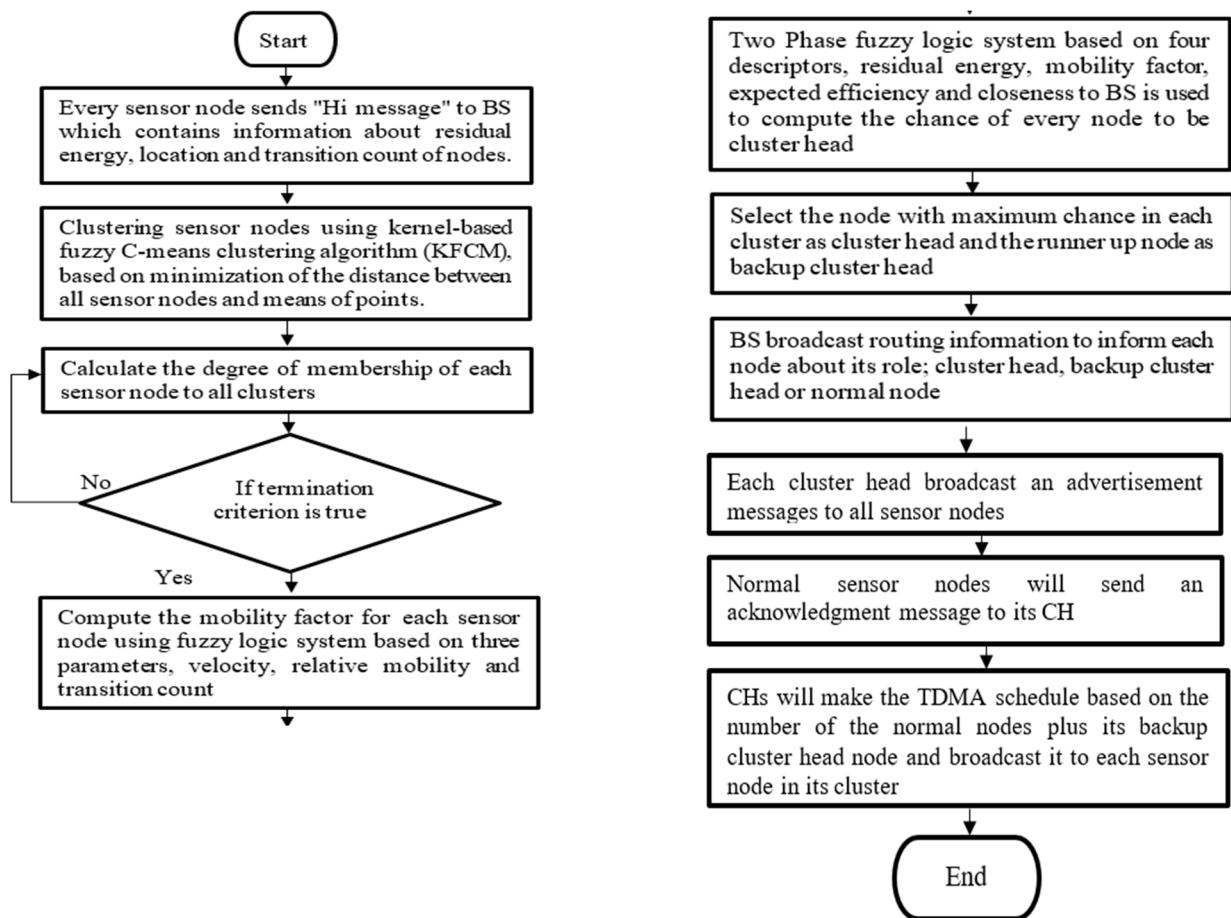 Start
Every sensor node sends "Hi message" to BS
which contains information about residual
energy, location and transition count of nodes.
Clustering sensor nodes using kernel-based
fuzzy C-means clustering algorithm (KFCM),
based on minimization of the distance between
all sensor nodes and means of points.
Calculate the degree of membership of each
sensor node to all clusters
No
If termination
criterion is true
Yes
Compute the mobility factor for each sensor
node using fuzzy logic system based on three
parameters, velocity, relative mobility and
transition count
Two Phase fuzzy logic system based on four
descriptors, residual energy, mobility factor,
expected efficiency and closeness to BS is used
to compute the chance of every node to be
cluster head
Select the node with maximum chance in each
cluster as cluster head and the runner up node as
backup cluster head
BS broadcast routing information to inform each
node about its role; cluster head, backup cluster
head or normal node
Each cluster head broadcast an advertisement
messages to all sensor nodes
Normal sensor nodes will send an
acknowledgment message to its CH
CHs will make the TDMA schedule based on the
number of the normal nodes plus its backup
cluster head node and broadcast it to each sensor
node in its cluster
End